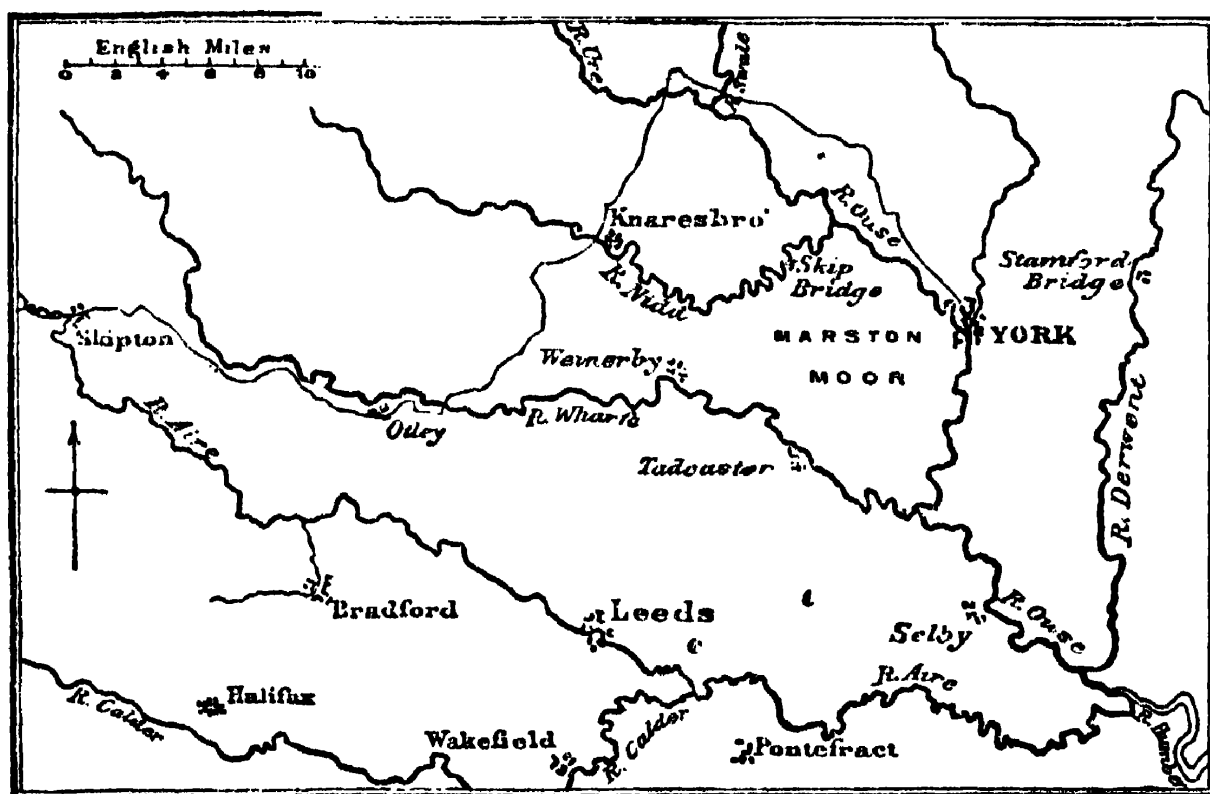 English Miles
0 2 4 6 8 10
R. Ure
R. Swale
Knaresbro'
R. Ouse
Skip
Bridge
Stamford
Bridge
R. Nidd
Skipton
MARSTON
MOOR
YORK
R. Wharfe
Otley
R. Aire
Tadcaster
R. Derwent
Bradford
Leeds
Selby
R. Ouse
R. Aire
Halifax
R. Calder
Wakefield
R. Calder
Pontefract